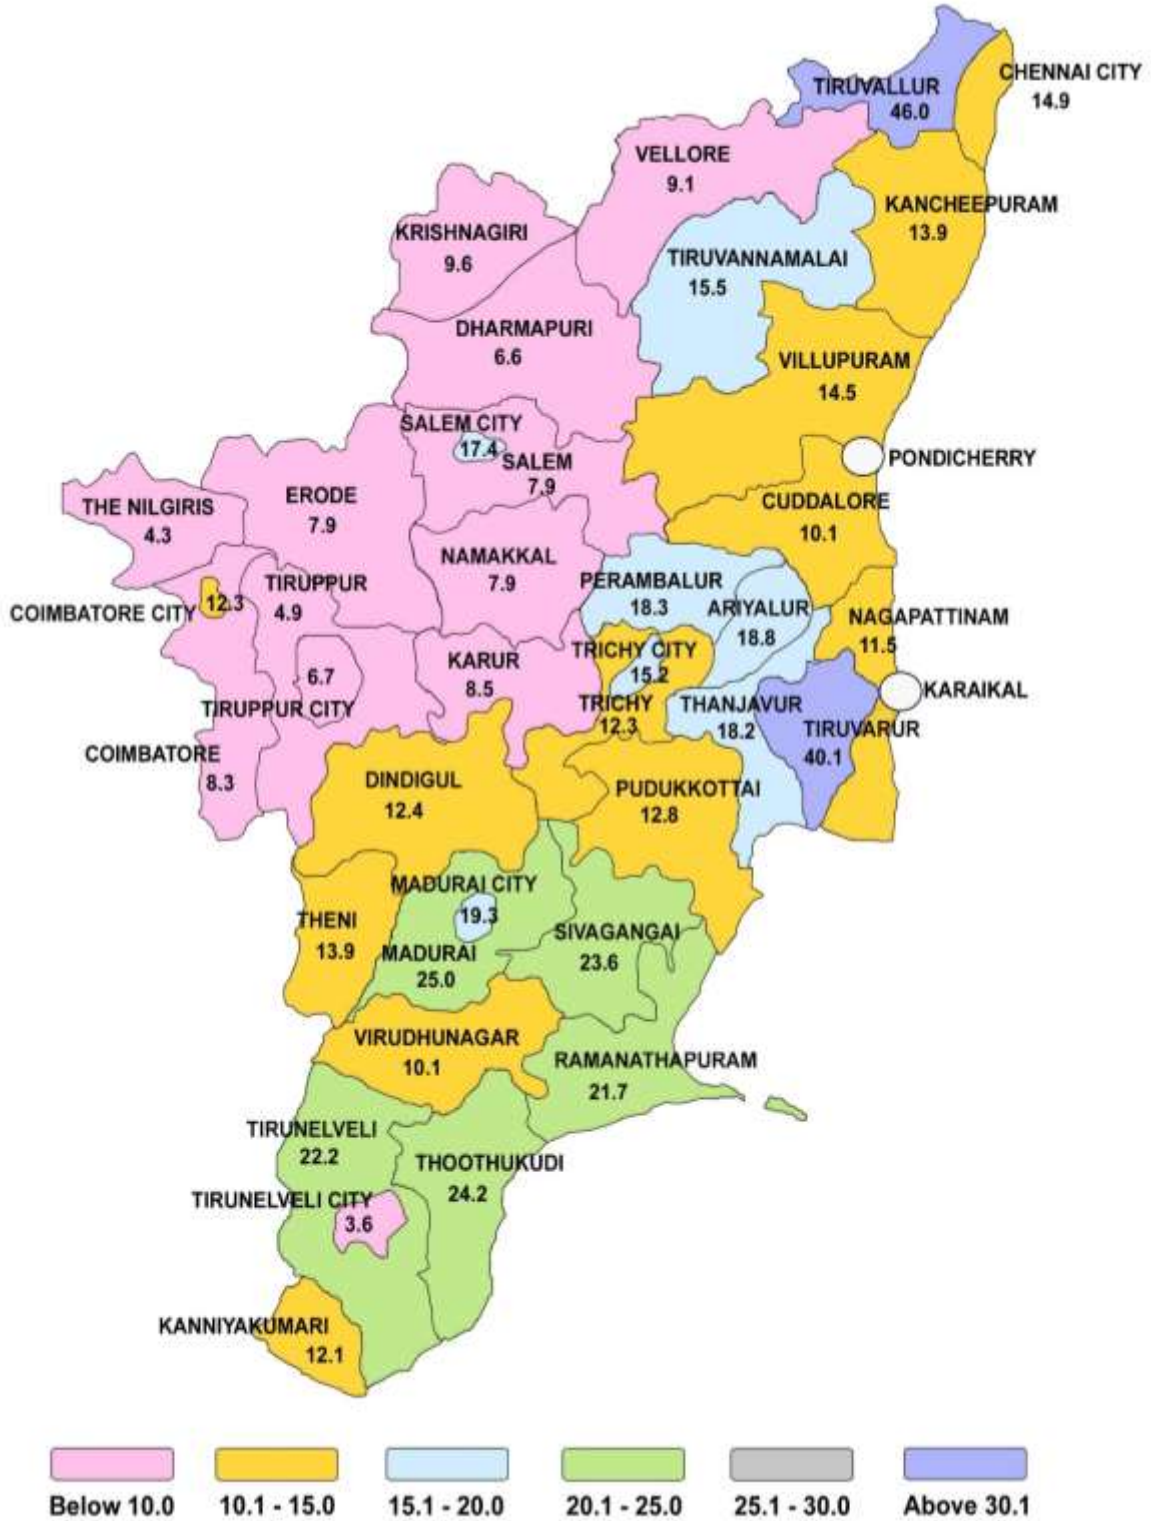 TIRUVALLUR
46.0
CHENNAI CITY
14.9
VELLORE
9.1
KANCHEEPURAM
13.9
KRISHNAGIRI
9.6
TIRUVANNAMALAI
15.5
DHARMAPURI
6.6
VILLUPURAM
14.5
SALEM CITY
17.4
SALEM
7.9
PONDICHERRY
THE NILGIRIS
4.3
ERODE
7.9
CUDDALORE
10.1
NAMAKKAL
7.9
PERAMBALUR
18.3
ARIYALUR
18.8
COIMBATORE CITY
12.3
TIRUPPUR
4.9
NAGAPATTINAM
11.5
TRICHY CITY
15.2
KARUR
8.5
6.7
TIRUPPUR CITY
TRICHY
12.3
THANJAVUR
18.2
KARAIKAL
TIRUVARUR
40.1
COIMBATORE
8.3
DINDIGUL
12.4
PUDUKKOTTAI
12.8
MADURAI CITY
19.3
THENI
13.9
MADURAI
25.0
SIVAGANGAI
23.6
VIRUDHUNAGAR
10.1
RAMANATHAPURAM
21.7
TIRUNELVELI
22.2
THOOTHUKUDI
24.2
TIRUNELVELI CITY
3.6
KANNIYAKUMARI
12.1
Below 10.0
10.1 - 15.0
15.1 - 20.0
20.1 - 25.0
25.1 - 30.0
Above 30.1